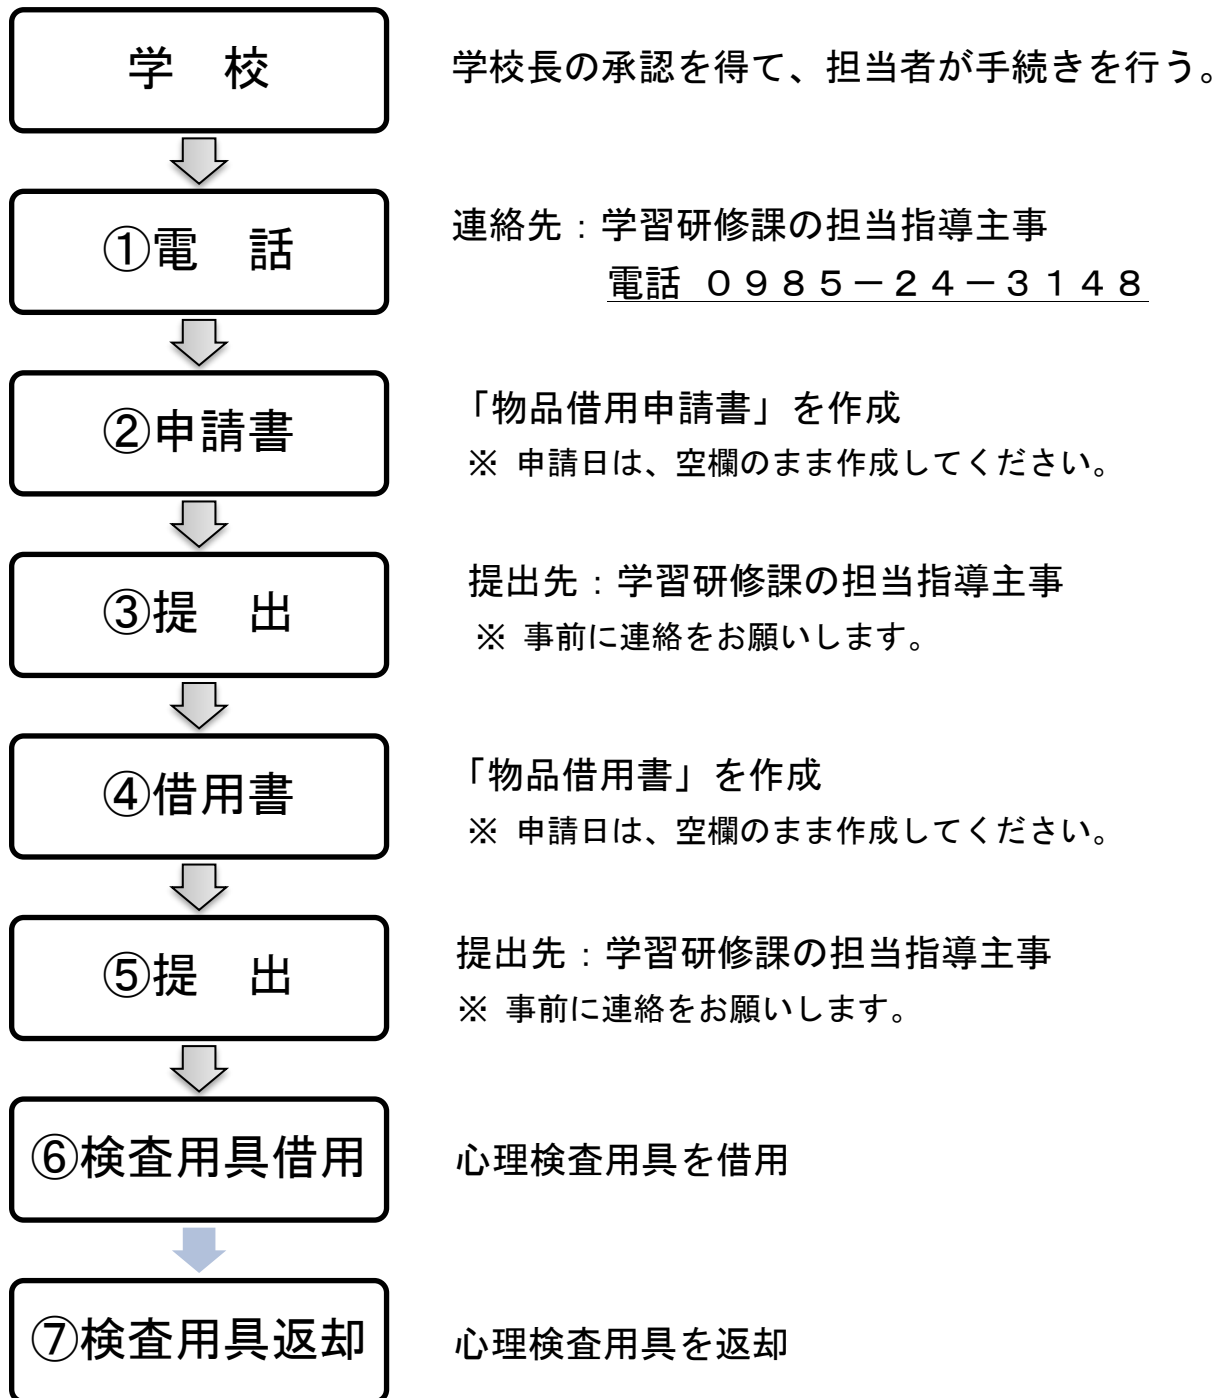 学　校
学校長の承認を得て、担当者が手続きを行う。
①電　話
連絡先：学習研修課の担当指導主事
電話 ０９８５－２４－３１４８
②申請書
「物品借用申請書」を作成
※ 申請日は、空欄のまま作成してください。
③提　出
提出先：学習研修課の担当指導主事
※ 事前に連絡をお願いします。
④借用書
「物品借用書」を作成
※ 申請日は、空欄のまま作成してください。
⑤提　出
提出先：学習研修課の担当指導主事
※ 事前に連絡をお願いします。
⑥検査用具借用
心理検査用具を借用
⑦検査用具返却
心理検査用具を返却